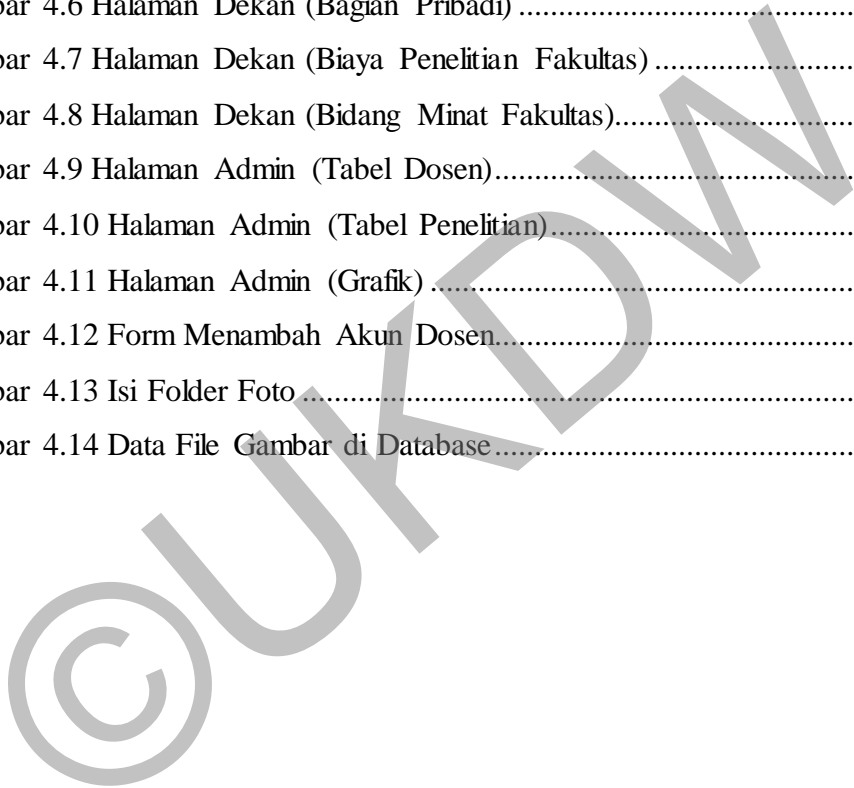 bar 4.6 Halaman Dekan (Bagian Pribadi) ........................................
bar 4.7 Halaman Dekan (Biaya Penelitian Fakultas) ........................
bar 4.8 Halaman Dekan (Bidang Minat Fakultas)............................
bar 4.9 Halaman Admin (Tabel Dosen)...........................................
bar 4.10 Halaman Admin (Tabel Penelitian)....................................
bar 4.11 Halaman Admin (Grafik) ..................................................
bar 4.12 Form Menambah Akun Dosen...........................................
bar 4.13 Isi Folder Foto ..................................................................
bar 4.14 Data File Gambar di Database ...........................................
©UKDW